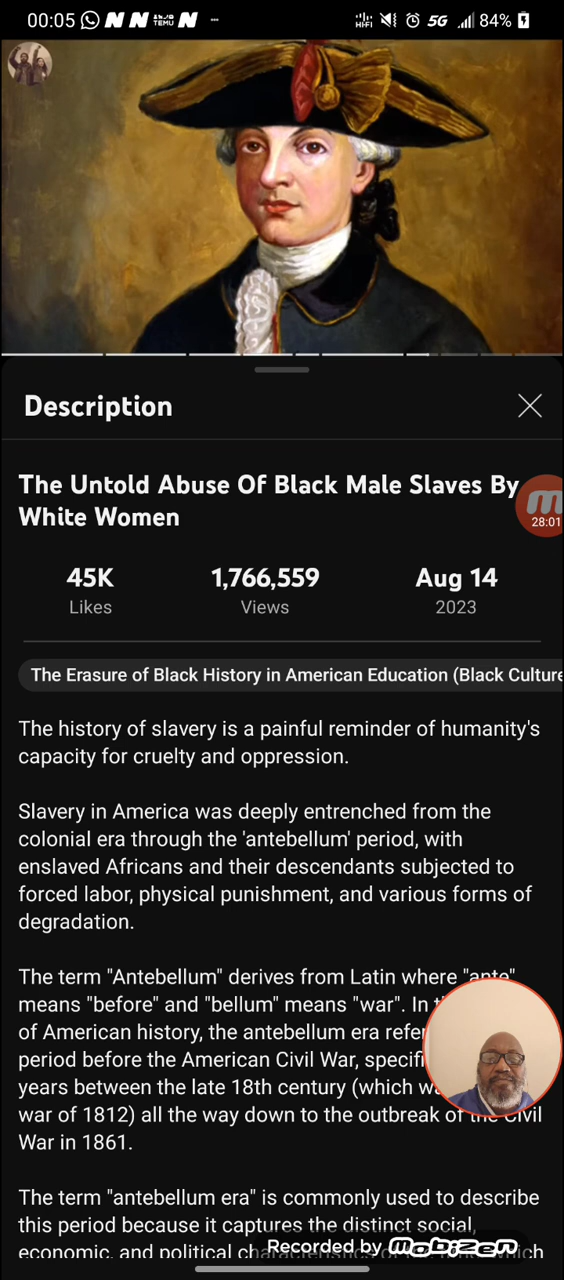 00:05 N N TEMU N HI-FI 5G 84%
Description
The Untold Abuse Of Black Male Slaves By
White Women
28:01
45K 1,766,559 Aug 14
Likes Views 2023
The Erasure of Black History in American Education (Black Culture
The history of slavery is a painful reminder of humanity's
capacity for cruelty and oppression.
Slavery in America was deeply entrenched from the
colonial era through the 'antebellum' period, with
enslaved Africans and their descendants subjected to
forced labor, physical punishment, and various forms of
degradation.
The term "Antebellum" derives from Latin where "ante"
means "before" and "bellum" means "war". In
of American history, the antebellum era
period before the American Civil War,
years between the late 18th century (which
war of 1812) all the way down to the outbreak of the Civil
War in 1861.
The term "antebellum era" is commonly used to describe
this period because it captures the distinct social,
economic, and political which
Recorded by Mobizen